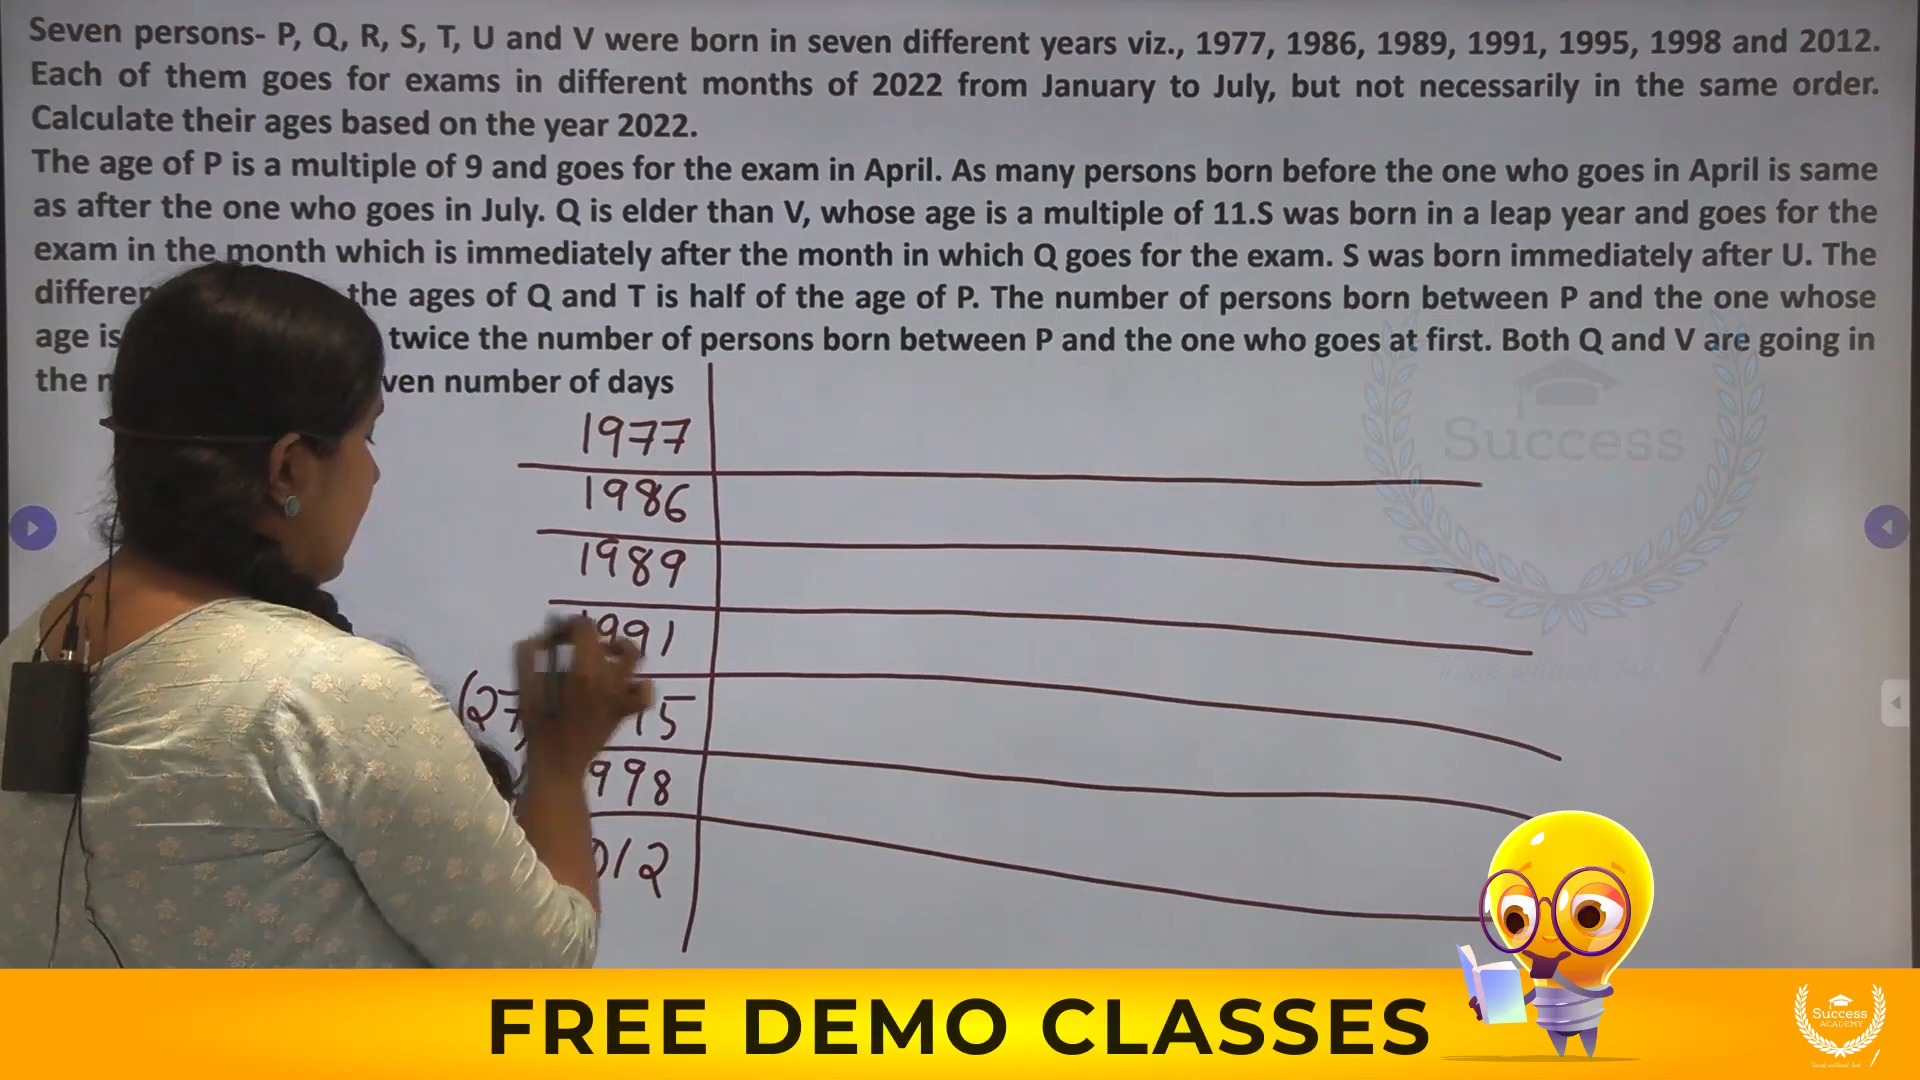 Seven persons- P, Q, R, S, T, U and V were born in seven different years viz., 1977, 1986, 1989, 1991, 1995, 1998 and 2012.
Each of them goes for exams in different months of 2022 from January to July, but not necessarily in the same order.
Calculate their ages based on the year 2022.
The age of P is a multiple of 9 and goes for the exam in April. As many persons born before the one who goes in April is same
as after the one who goes in July. Q is elder than V, whose age is a multiple of 11.S was born in a leap year and goes for the
exam in the month which is immediately after the month in which Q goes for the exam. S was born immediately after U. The
the ages of Q and T is half of the age of P. The number of persons born between P and the one whose
age is twice the number of persons born between P and the one who goes at first. Both Q and V are going in
the number of days
1977
1986
1989
1991
(27
1998
Success
FREE DEMO CLASSES
Success
ACADEMY